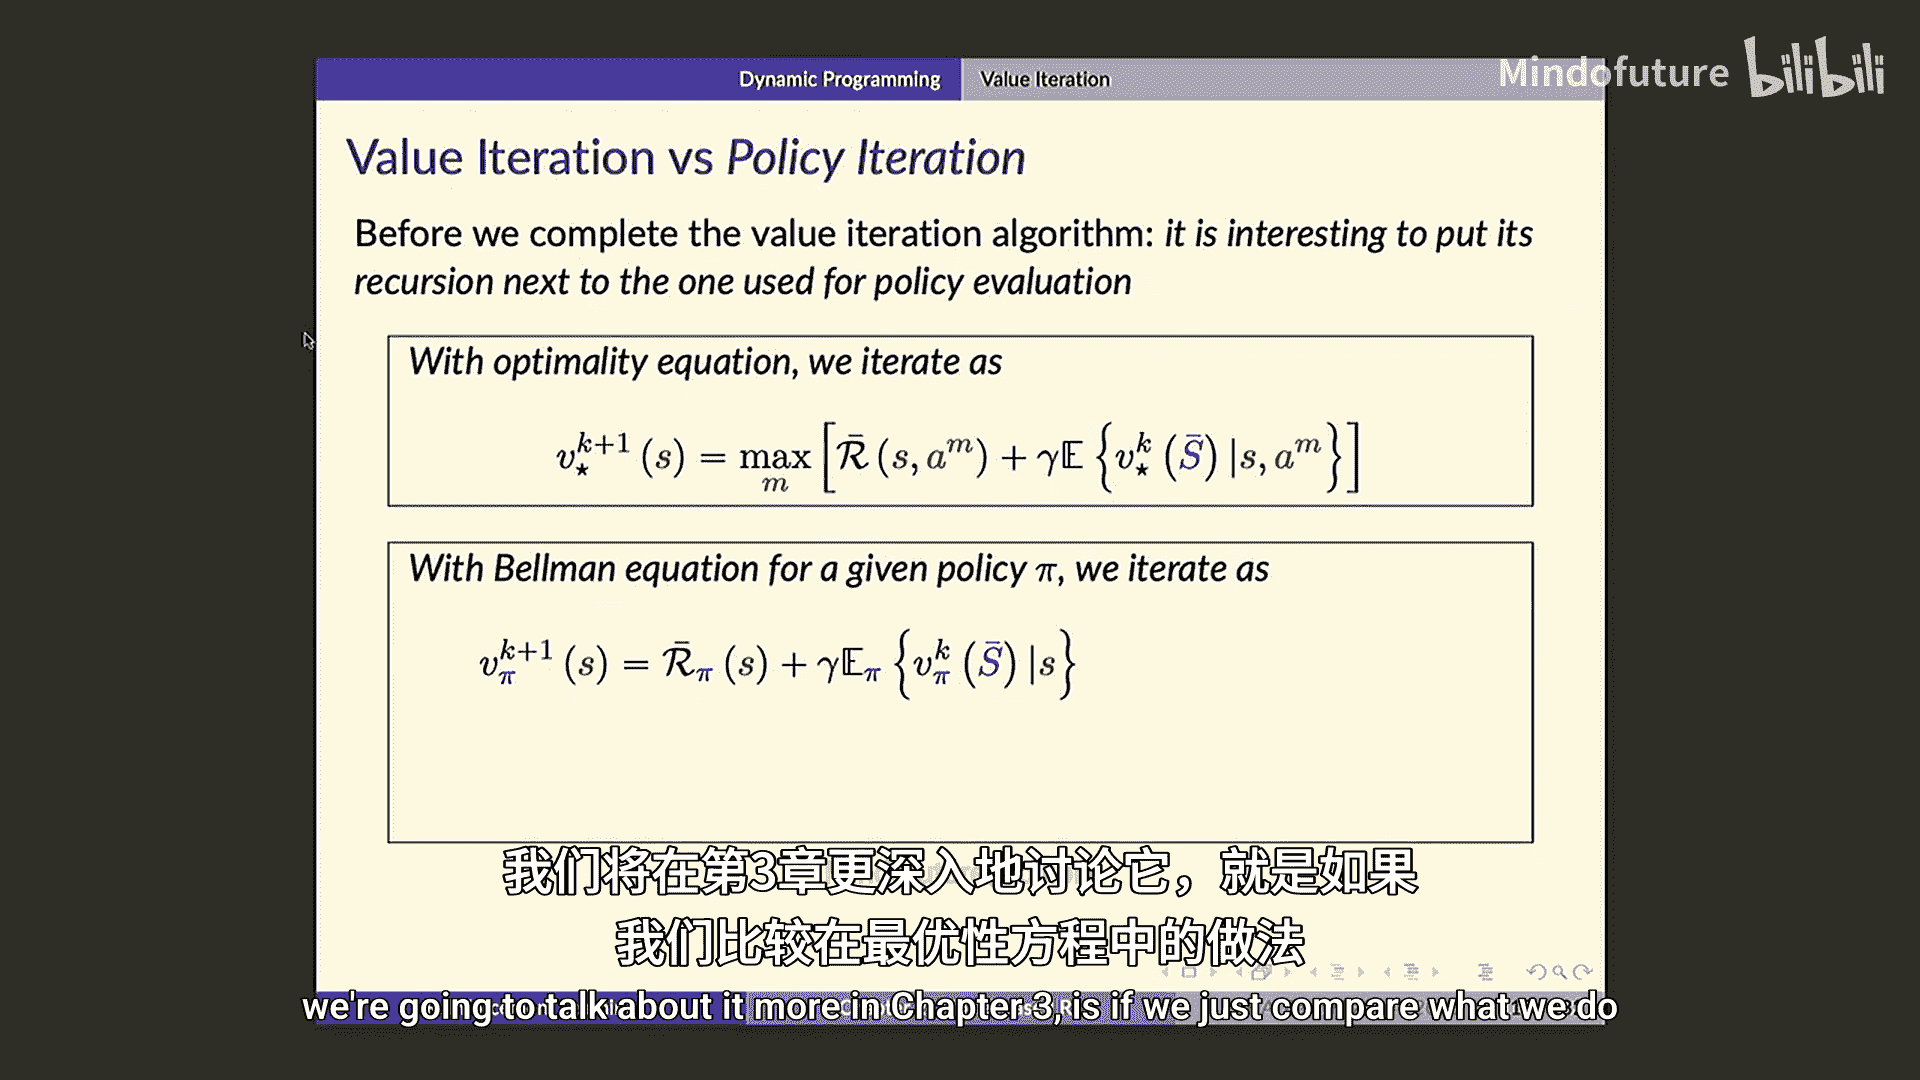 Dynamic Programming Value Iteration
Mindofuture bilibili
Value Iteration vs Policy Iteration
Before we complete the value iteration algorithm: it is interesting to put its
recursion next to the one used for policy evaluation
With optimality equation, we iterate as
v_⋆^{k+1} (s) = max_m [ R̄ (s, a^m) + γ𝔼 { v_⋆^k (S̄) | s, a^m } ]
With Bellman equation for a given policy π, we iterate as
v_π^{k+1} (s) = R̄_π (s) + γ𝔼_π { v_π^k (S̄) | s }
我们将在第3章更深入地讨论它，就是如果
我们比较在最优性方程中的做法
we're going to talk about it more in Chapter 3, is if we just compare what we do